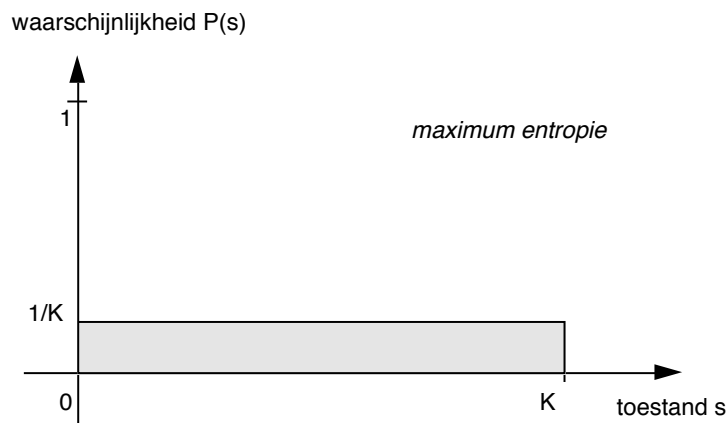 waarschijnlijkheid P(s)
1
maximum entropie
1/K
0
K
toestand s